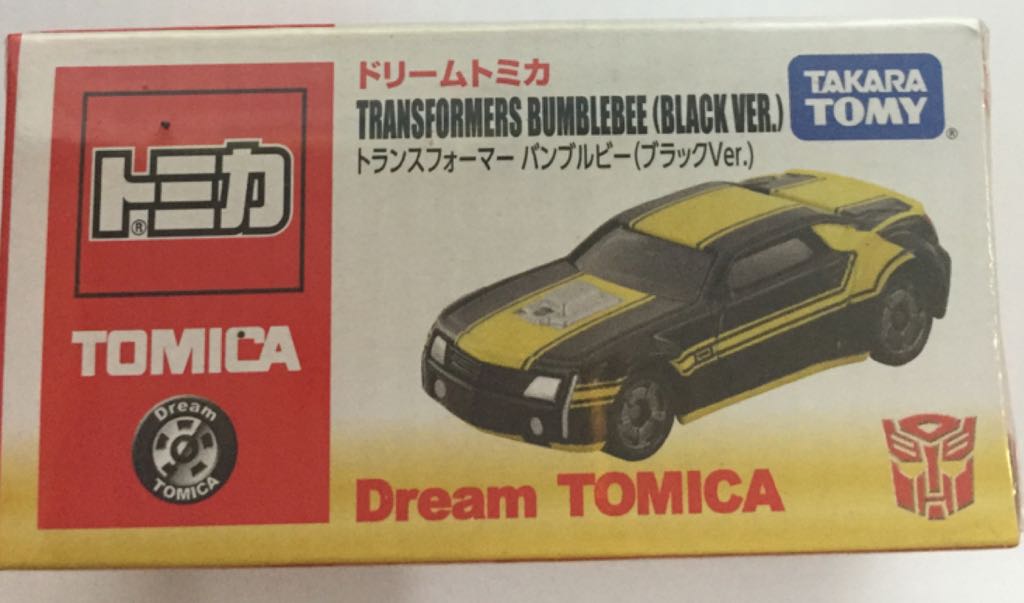 トミカ®
TOMICA
Dream
TOMICA
ドリームトミカ
TRANSFORMERS BUMBLEBEE (BLACK VER.)
トランスフォーマー バンブルビー(ブラックVer.)
TAKARA
TOMY®
Dream TOMICA